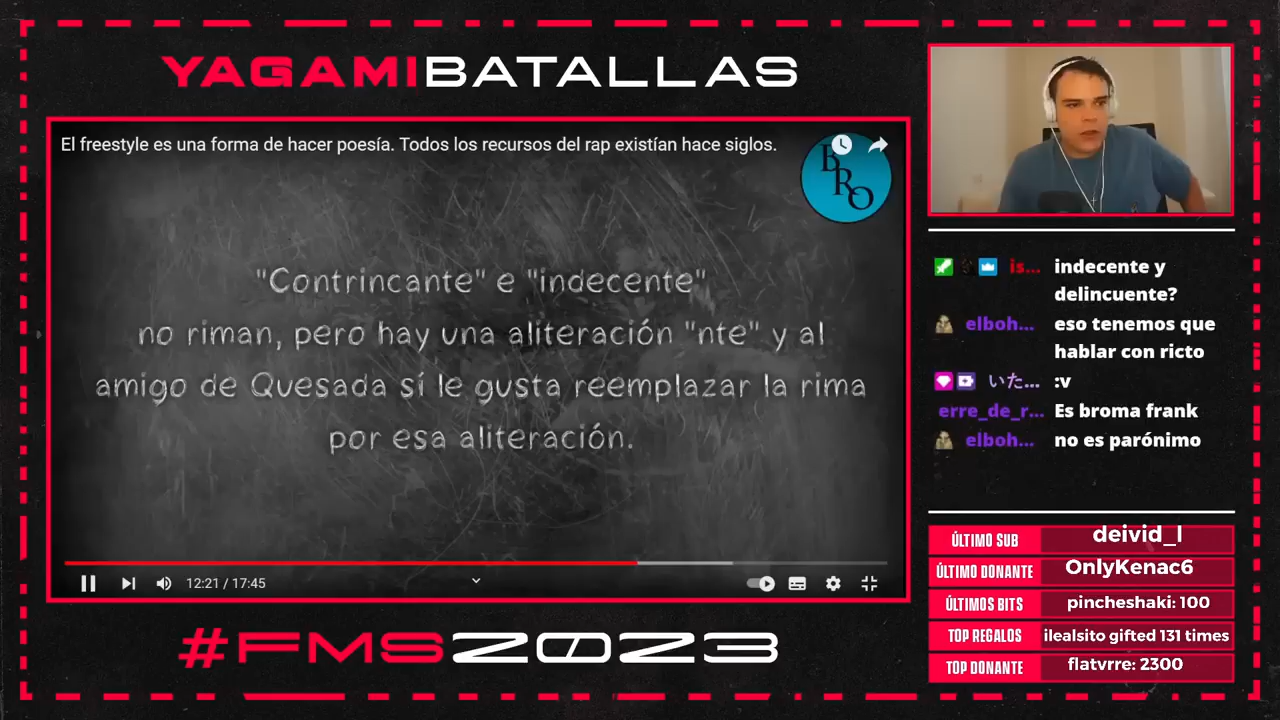 YAGAMIBATALLAS
El freestyle es una forma de hacer poesía. Todos los recursos del rap existían hace siglos.
BRO
"Contrincante" e "indecente"
no riman, pero hay una aliteración "nte" y al
amigo de Quesada sí le gusta reemplazar la rima
por esa aliteración.
12:21 / 17:45
#FMS2023
is... indecente y
delincuente?
elboh... eso tenemos que
hablar con ricto
いた... :v
erre_de_r... Es broma frank
elboh... no es parónimo
ÚLTIMO SUB deivid_l
ÚLTIMO DONANTE OnlyKenac6
ÚLTIMOS BITS pincheshaki: 100
TOP REGALOS ilealsito gifted 131 times
TOP DONANTE flatvrre: 2300